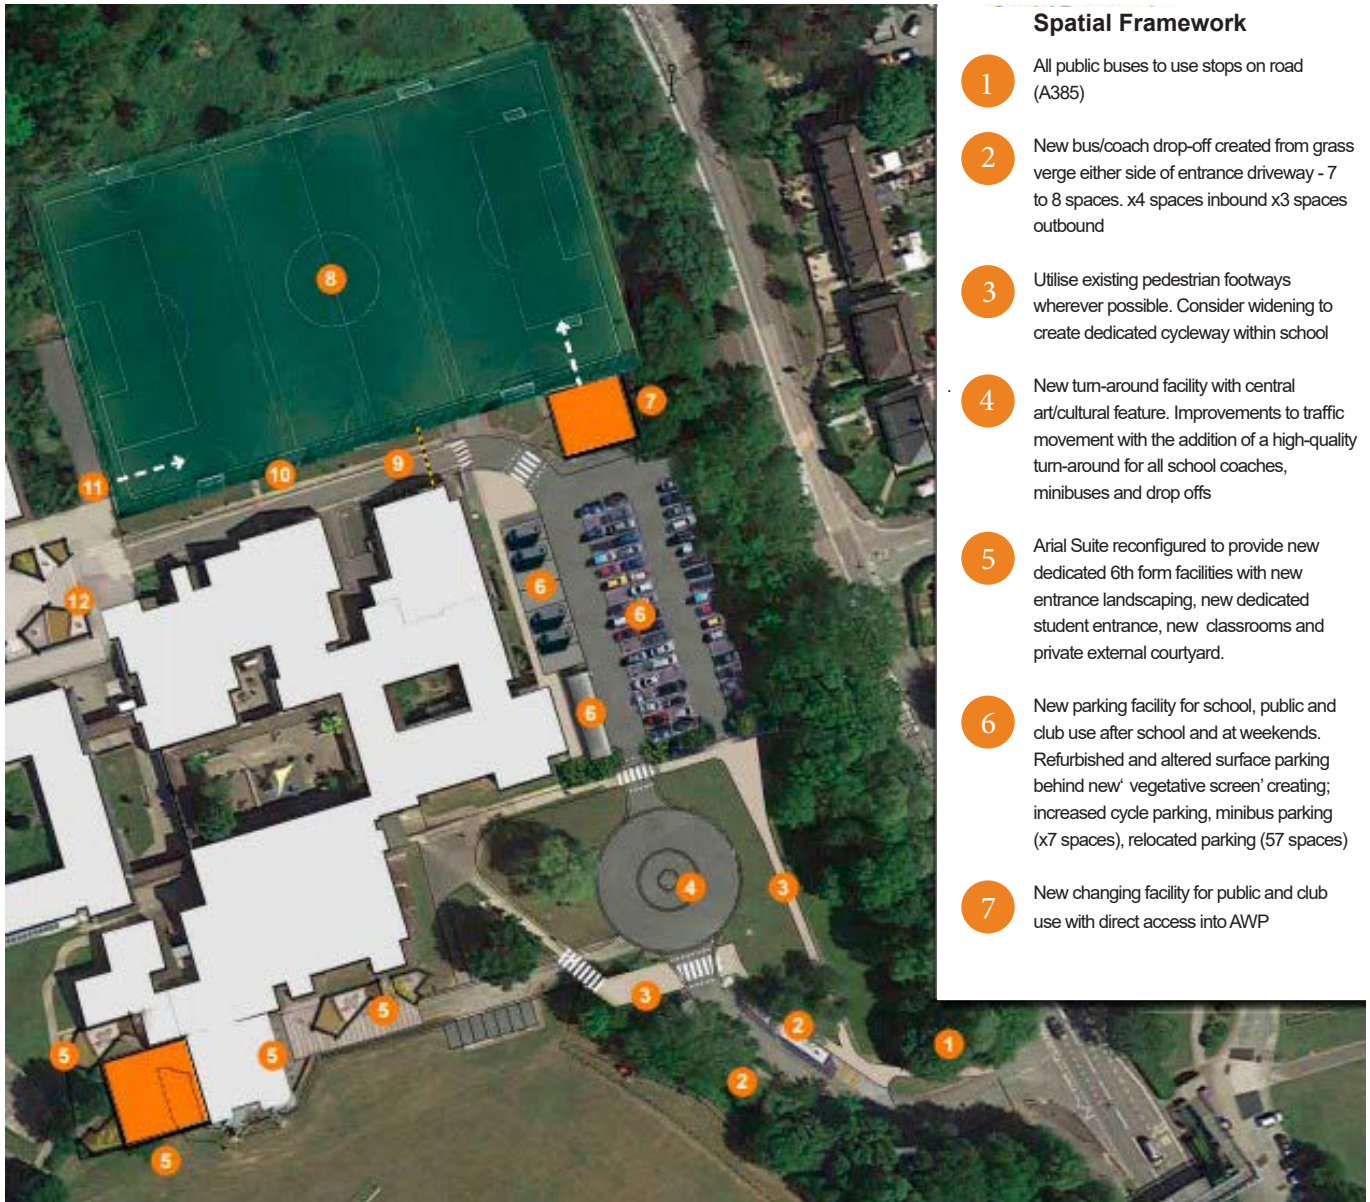 Spatial Framework
1
All public buses to use stops on road
(A385)
2
New bus/coach drop-off created from grass
verge either side of entrance driveway - 7
to 8 spaces. x4 spaces inbound x3 spaces
outbound
3
Utilise existing pedestrian footways
wherever possible. Consider widening to
create dedicated cycleway within school
4
New turn-around facility with central
art/cultural feature. Improvements to traffic
movement with the addition of a high-quality
turn-around for all school coaches,
minibuses and drop offs
5
Arial Suite reconfigured to provide new
dedicated 6th form facilities with new
entrance landscaping, new dedicated
student entrance, new classrooms and
private external courtyard.
6
New parking facility for school, public and
club use after school and at weekends.
Refurbished and altered surface parking
behind new‘ vegetative screen’ creating;
increased cycle parking, minibus parking
(x7 spaces), relocated parking (57 spaces)
7
New changing facility for public and club
use with direct access into AWP
8
7
9
10
11
12
6
6
6
4
3
3
5
5
5
5
2
2
1